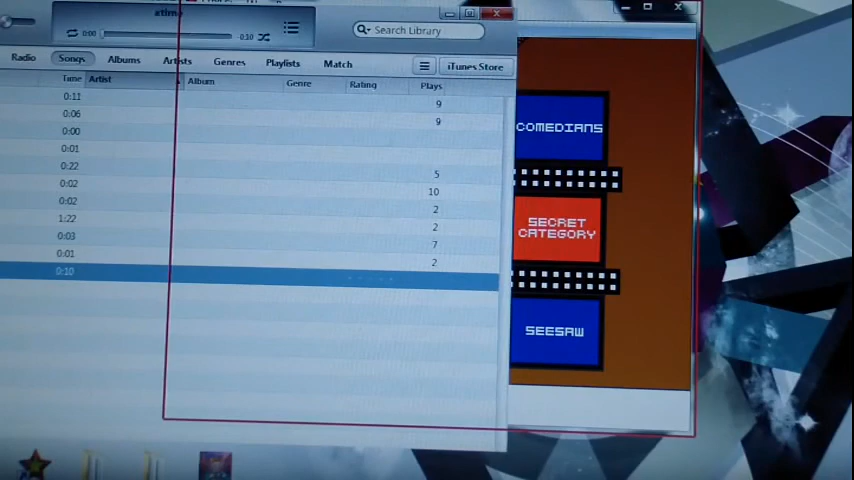 xtime
0:00
-0:10
Search Library
Radio
Songs
Albums
Artists
Genres
Playlists
Match
iTunes Store
Time
Artist
Album
Genre
Rating
Plays
0:11
9
0:06
9
0:00
0:01
0:22
5
0:02
10
0:02
2
1:22
2
0:03
7
0:01
2
0:10
COMEDIANS
SECRET
CATEGORY
SEESAW